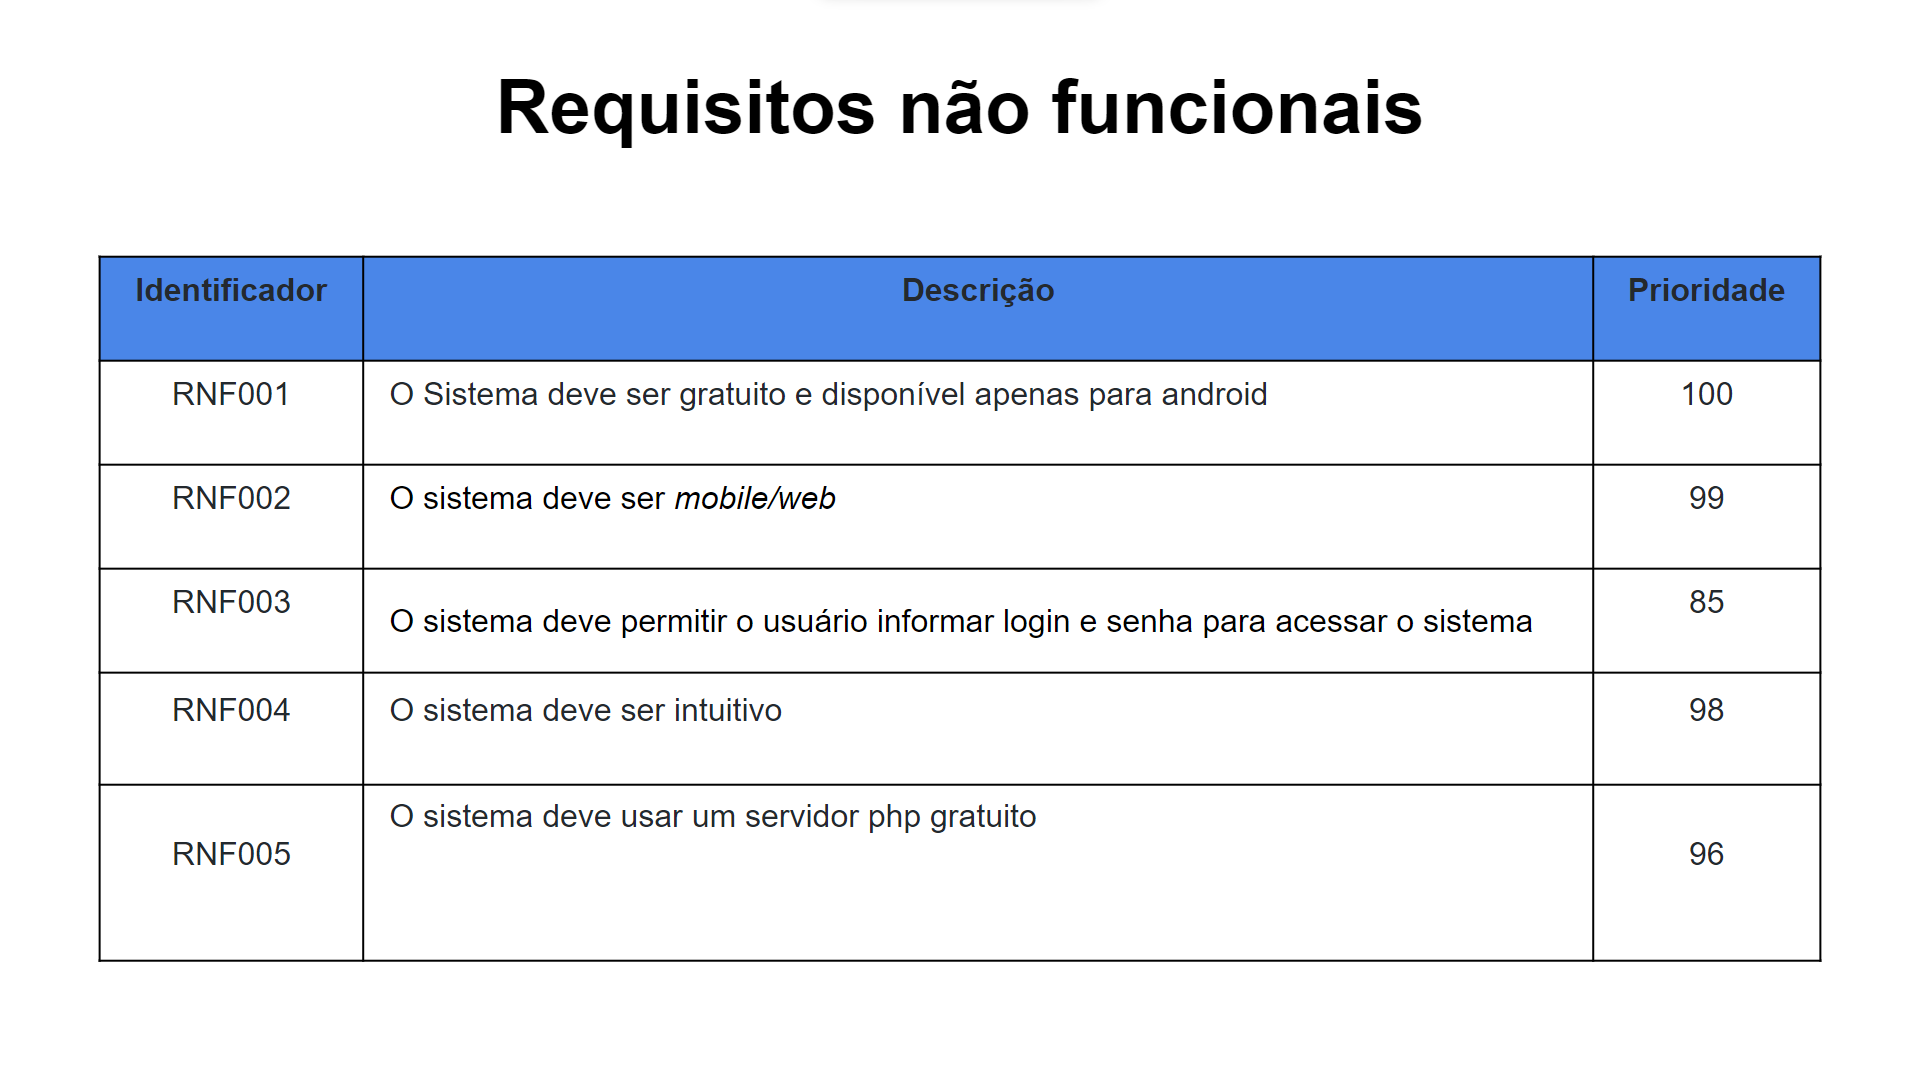 Requisitos não funcionais
Identificador Descrição Prioridade
RNF001 O Sistema deve ser gratuito e disponível apenas para android 100
RNF002 O sistema deve ser mobile/web 99
RNF003 O sistema deve permitir o usuário informar login e senha para acessar o sistema 85
RNF004 O sistema deve ser intuitivo 98
RNF005 O sistema deve usar um servidor php gratuito 96